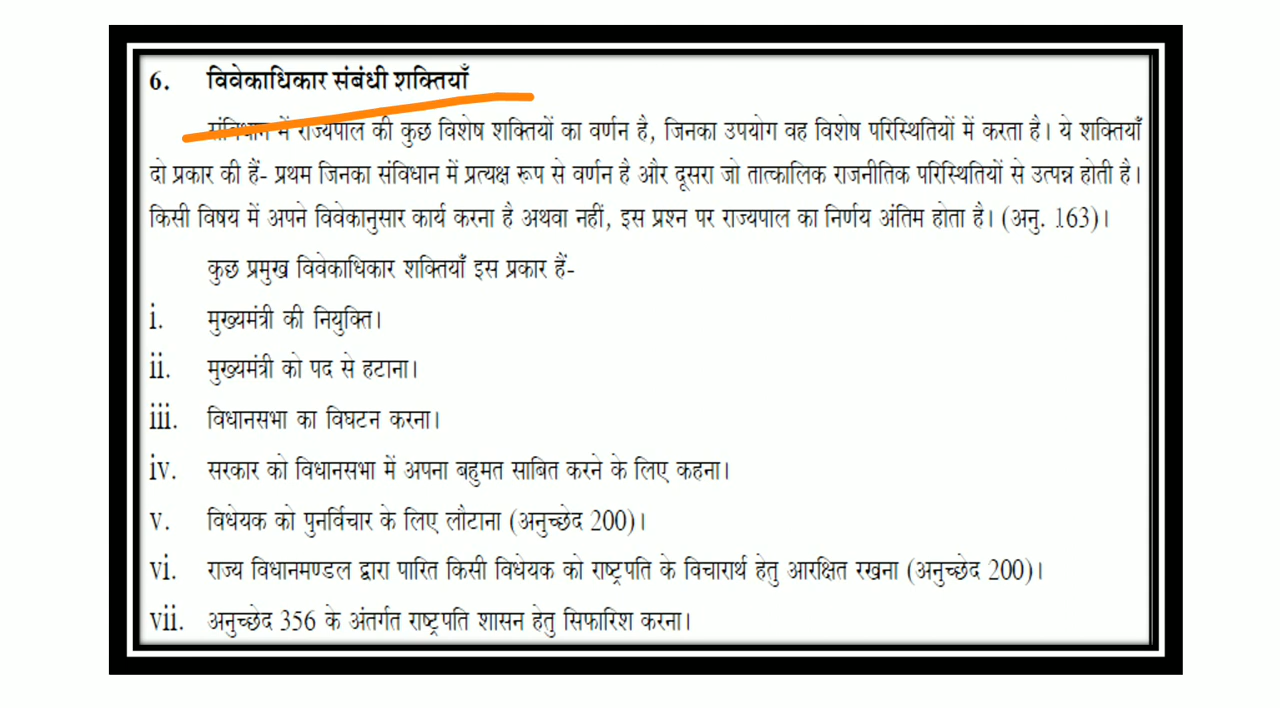 6. विवेकाधिकार संबंधी शक्तियाँ
संविधान में राज्यपाल की कुछ विशेष शक्तियों का वर्णन है, जिनका उपयोग वह विशेष परिस्थितियों में करता है। ये शक्तियाँ
दो प्रकार की हैं- प्रथम जिनका संविधान में प्रत्यक्ष रूप से वर्णन है और दूसरा जो तात्कालिक राजनीतिक परिस्थितियों से उत्पन्न होती है।
किसी विषय में अपने विवेकानुसार कार्य करना है अथवा नहीं, इस प्रश्न पर राज्यपाल का निर्णय अंतिम होता है। (अनु. 163)।
कुछ प्रमुख विवेकाधिकार शक्तियाँ इस प्रकार हैं-
i. मुख्यमंत्री की नियुक्ति।
ii. मुख्यमंत्री को पद से हटाना।
iii. विधानसभा का विघटन करना।
iv. सरकार को विधानसभा में अपना बहुमत साबित करने के लिए कहना।
v. विधेयक को पुनर्विचार के लिए लौटाना (अनुच्छेद 200)।
vi. राज्य विधानमण्डल द्वारा पारित किसी विधेयक को राष्ट्रपति के विचारार्थ हेतु आरक्षित रखना (अनुच्छेद 200)।
vii. अनुच्छेद 356 के अंतर्गत राष्ट्रपति शासन हेतु सिफारिश करना।